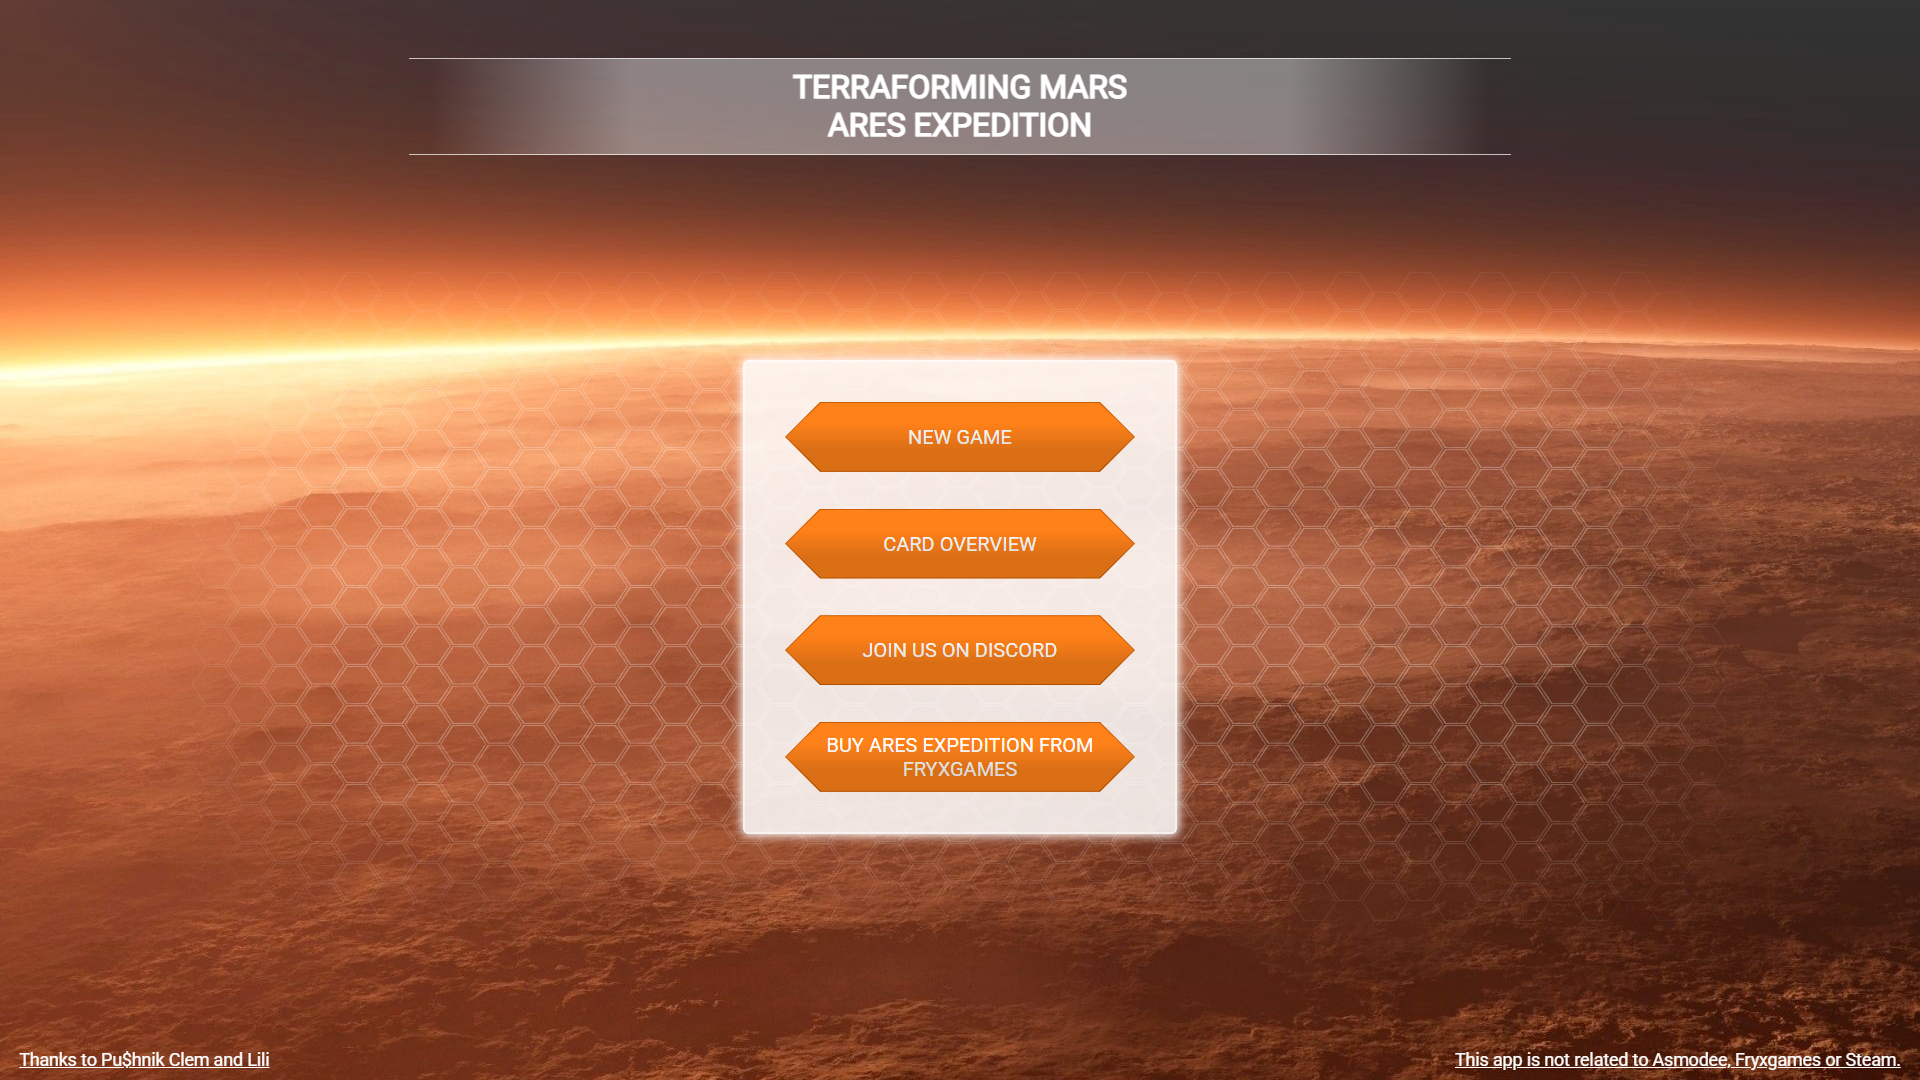 TERRAFORMING MARS
ARES EXPEDITION
NEW GAME
CARD OVERVIEW
JOIN US ON DISCORD
BUY ARES EXPEDITION FROM
FRYXGAMES
Thanks to Pu$hnik Clem and Lili
This app is not related to Asmodee, Fryxgames or Steam.